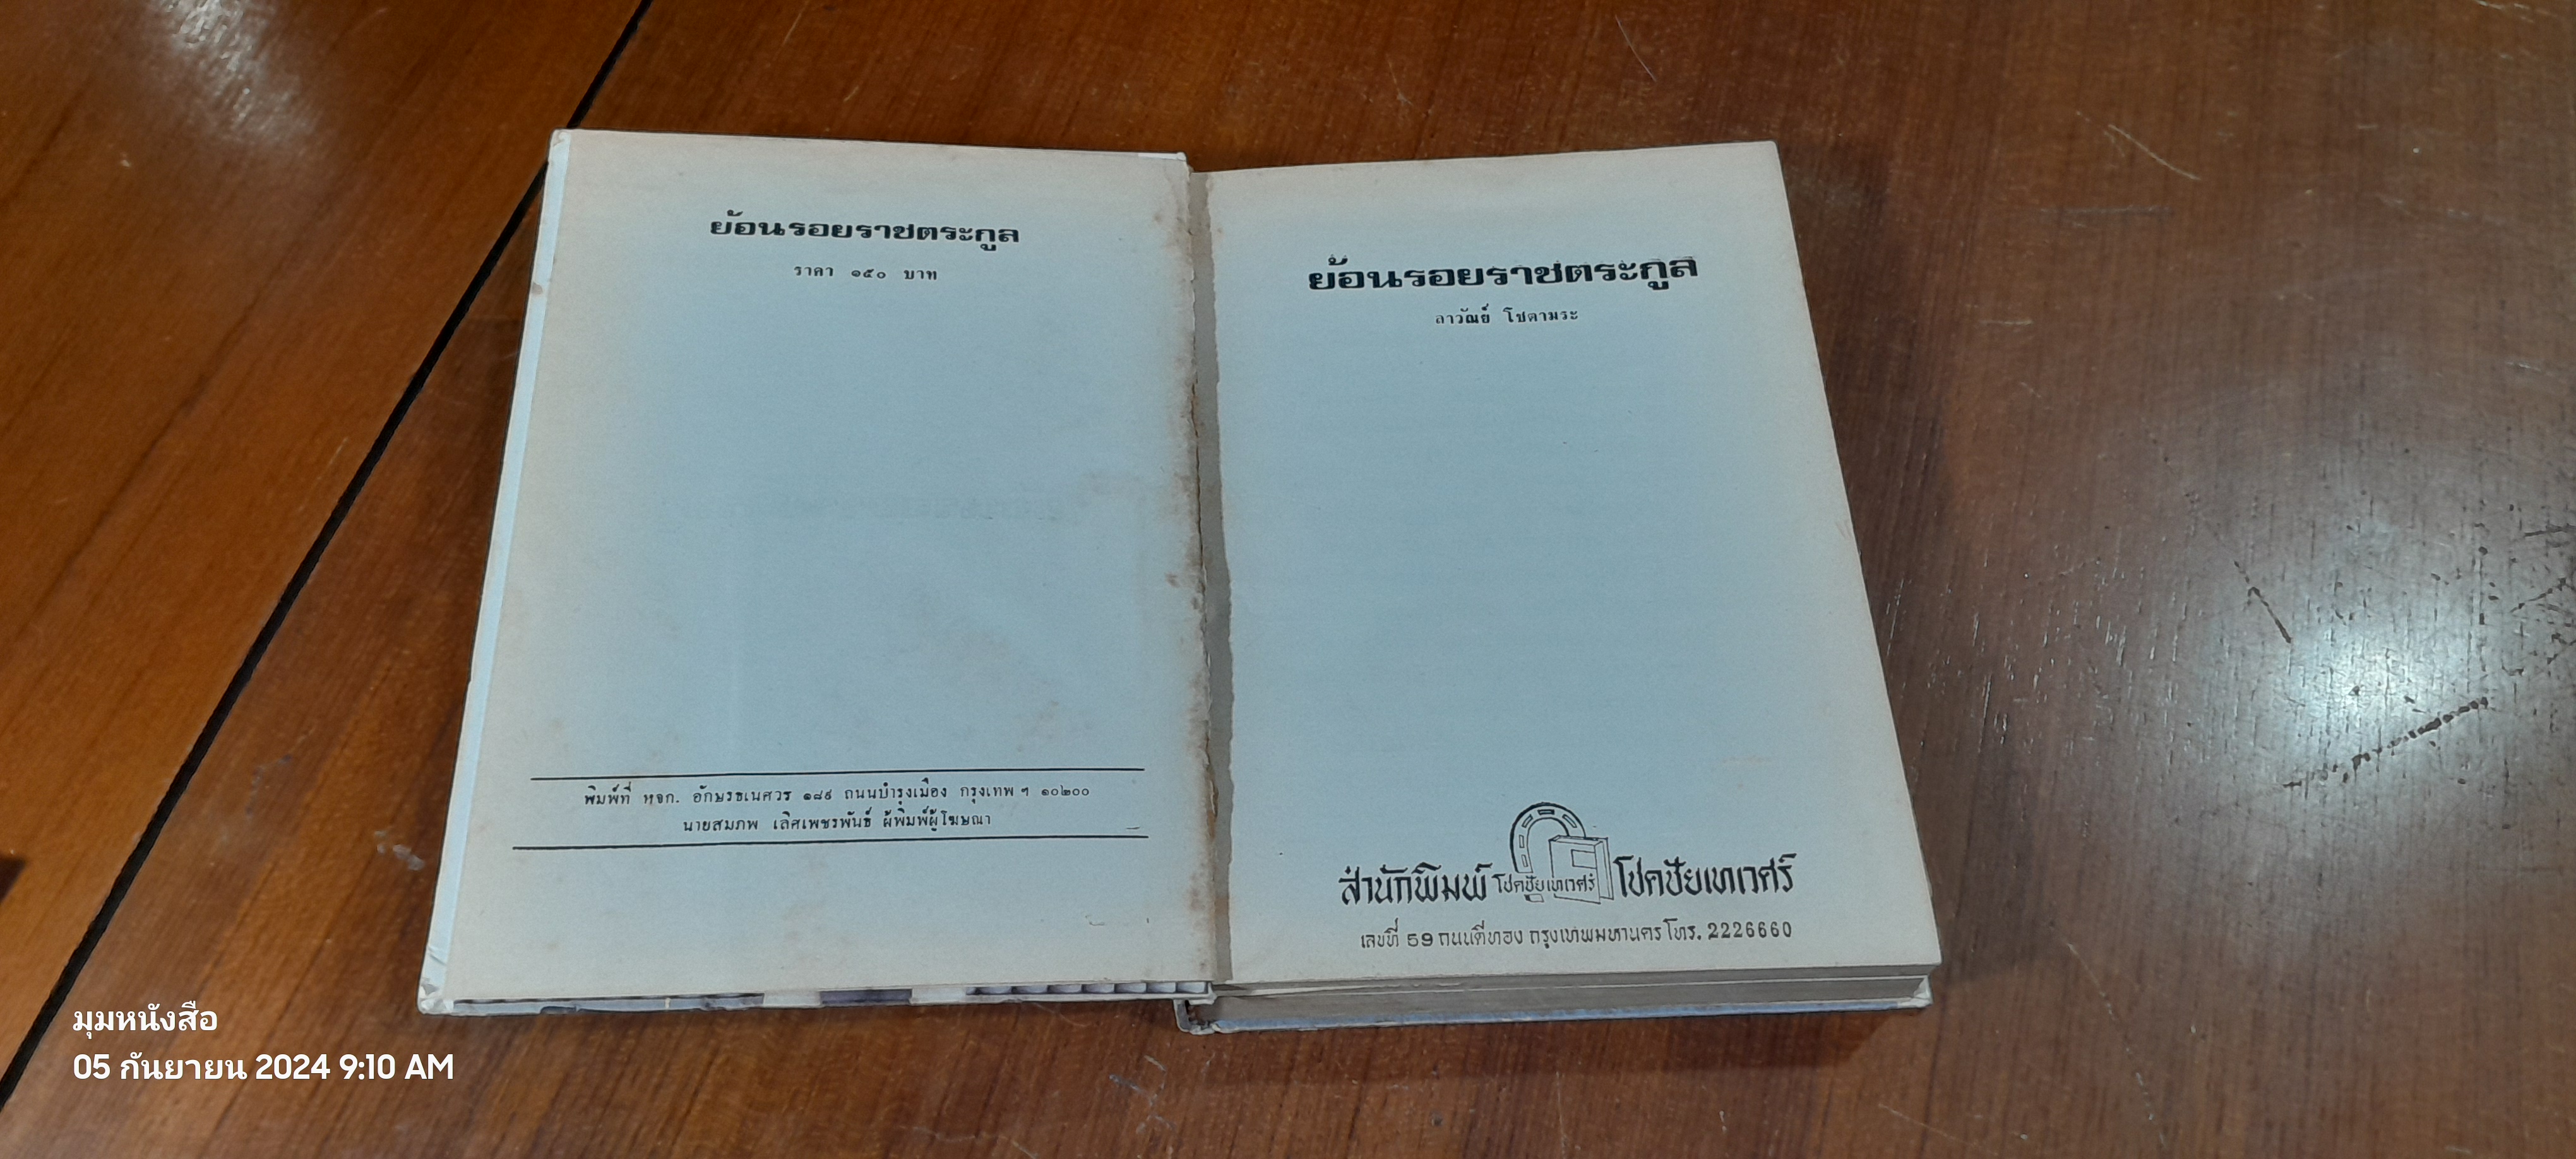 ย้อนรอยราชตระกูล
ราคา ๑๕๐ บาท
พิมพ์ที่ หจก. อักษรธเนศวร ๑๘๙ ถนนบำรุงเมือง กรุงเทพ ฯ ๑๐๒๐๐
นายสมภพ เลิศเพชรพันธ์ ผู้พิมพ์ผู้โฆษณา
ย้อนรอยราชตระกูล
ลาวัณย์ โชตามระ
สำนักพิมพ์ โชคชัยเทเวศร์ โชคชัยเทเวศร์
เลขที่ 59 ถนนตีทอง กรุงเทพมหานคร โทร. 2226660
มุมหนังสือ
05 กันยายน 2024 9:10 AM